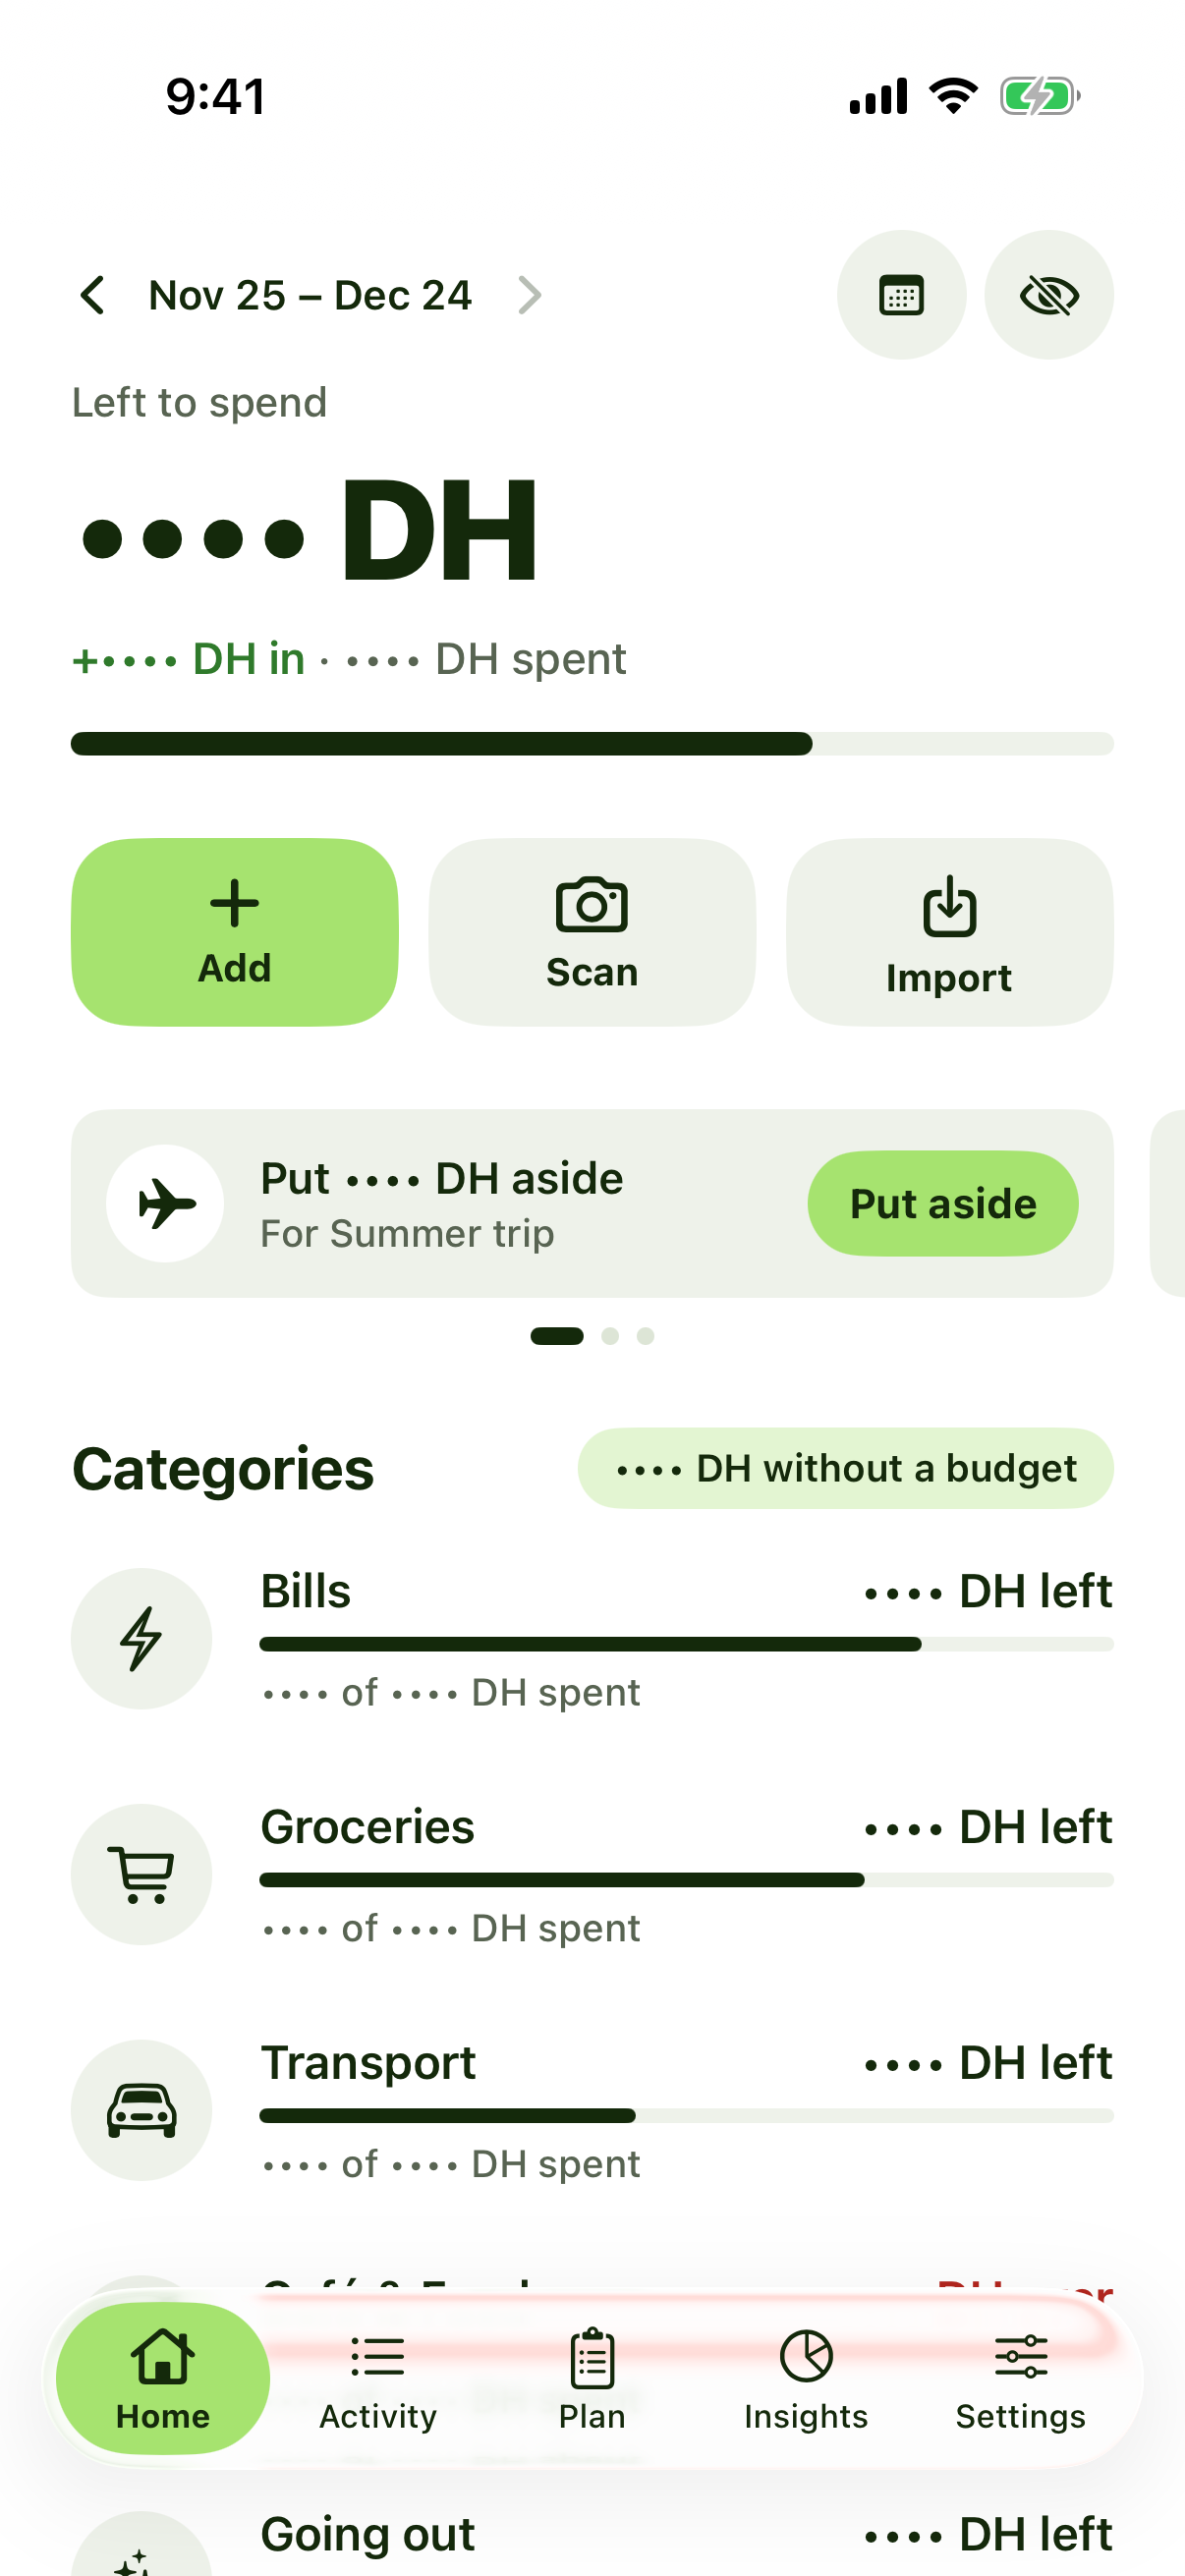 9:41
Nov 25 – Dec 24
Left to spend
•••• DH
+•••• DH in · •••• DH spent
Add
Scan
Import
Put •••• DH aside
For Summer trip
Put aside
Categories
•••• DH without a budget
Bills
•••• DH left
•••• of •••• DH spent
Groceries
•••• DH left
•••• of •••• DH spent
Transport
•••• DH left
•••• of •••• DH spent
Home
Activity
Plan
Insights
Settings
Going out
•••• DH left